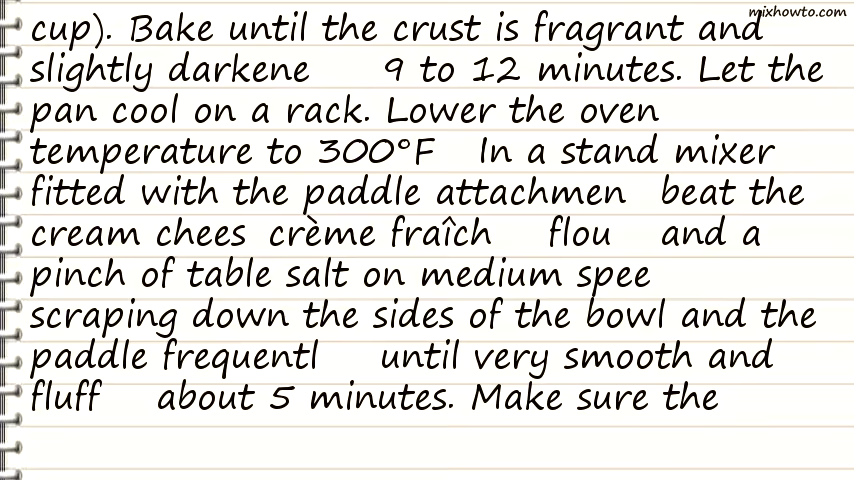 mixhowto.com
cup). Bake until the crust is fragrant and
slightly darkene 9 to 12 minutes. Let the
pan cool on a rack. Lower the oven
temperature to 300°F In a stand mixer
fitted with the paddle attachmen beat the
cream chees crème fraîch flou and a
pinch of table salt on medium spee
scraping down the sides of the bowl and the
paddle frequentl until very smooth and
fluff about 5 minutes. Make sure the